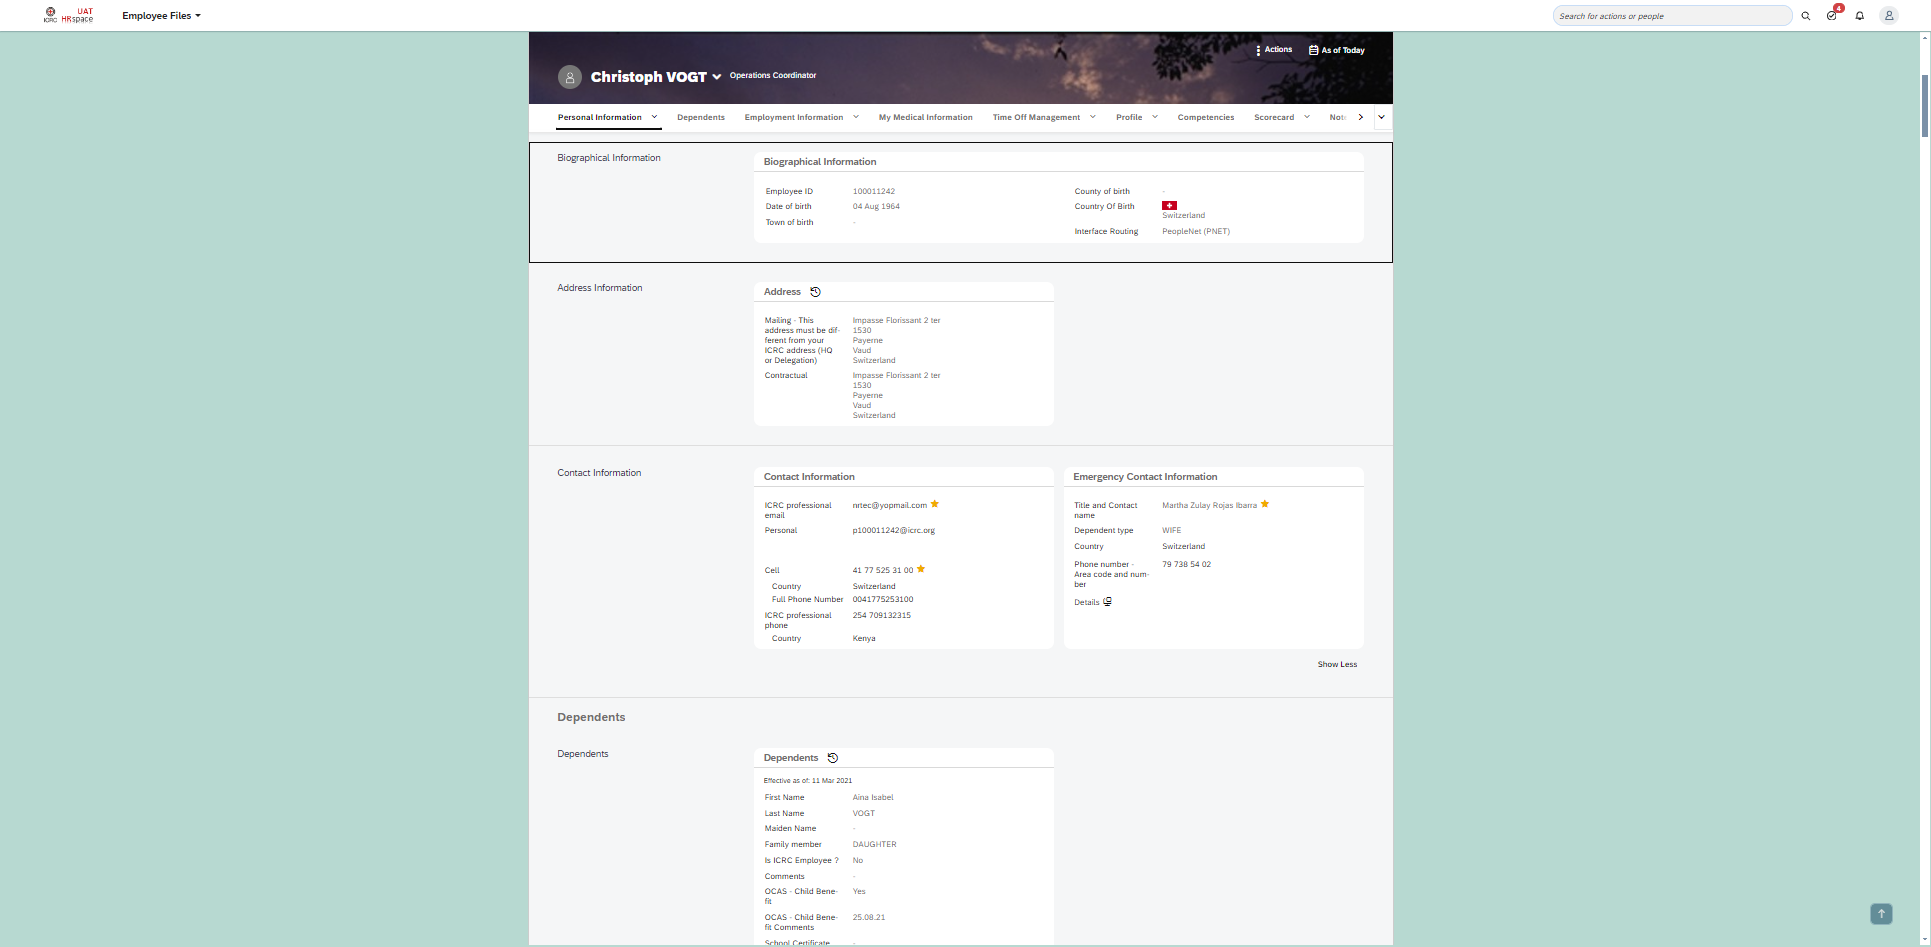 UAT
ICRC HRspace
Employee Files
Search for actions or people
4
Actions
As of Today
Christoph VOGT
Operations Coordinator
Personal Information
Dependents
Employment Information
My Medical Information
Time Off Management
Profile
Competencies
Scorecard
Biographical Information
Biographical Information
Employee ID 100011242
Date of birth 04 Aug 1964
Town of birth -
County of birth -
Country Of Birth
Switzerland
Interface Routing PeopleNet (PNET)
Address Information
Address
Mailing - This Impasse Florissant 2 ter
address must be dif- 1530
ferent from your Payerne
ICRC address (HQ Vaud
or Delegation) Switzerland
Contractual Impasse Florissant 2 ter
1530
Payerne
Vaud
Switzerland
Contact Information
Contact Information
ICRC professional nrtec@yopmail.com
email
Personal p100011242@icrc.org
Cell 41 77 525 31 00
Country Switzerland
Full Phone Number 0041775253100
ICRC professional 254 709132315
phone
Country Kenya
Emergency Contact Information
Title and Contact Martha Zulay Rojas Ibarra
name
Dependent type WIFE
Country Switzerland
Phone number - 79 738 54 02
Area code and num-
ber
Details
Show Less
Dependents
Dependents
Dependents
Effective as of: 11 Mar 2021
First Name Aina Isabel
Last Name VOGT
Maiden Name -
Family member DAUGHTER
Is ICRC Employee ? No
Comments -
OCAS - Child Bene- Yes
fit
OCAS - Child Bene- 25.08.21
fit Comments
School Certificate -